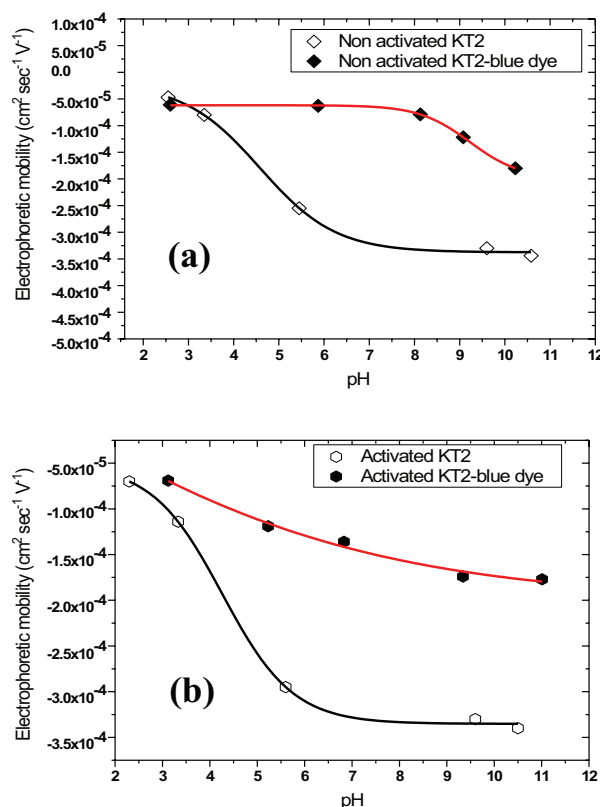 1.0x10⁻⁴
5.0x10⁻⁵
0.0
-5.0x10⁻⁵
-1.0x10⁻⁴
-1.5x10⁻⁴
-2.0x10⁻⁴
-2.5x10⁻⁴
-3.0x10⁻⁴
-3.5x10⁻⁴
-4.0x10⁻⁴
-4.5x10⁻⁴
-5.0x10⁻⁴
Electrophoretic mobility (cm² sec⁻¹ V⁻¹)
Non activated KT2
Non activated KT2-blue dye
(a)
2 3 4 5 6 7 8 9 10 11 12
pH
-5.0x10⁻⁵
-1.0x10⁻⁴
-1.5x10⁻⁴
-2.0x10⁻⁴
-2.5x10⁻⁴
-3.0x10⁻⁴
-3.5x10⁻⁴
Electrophoretic mobility (cm² sec⁻¹ V⁻¹)
Activated KT2
Activated KT2-blue dye
(b)
2 3 4 5 6 7 8 9 10 11 12
pH